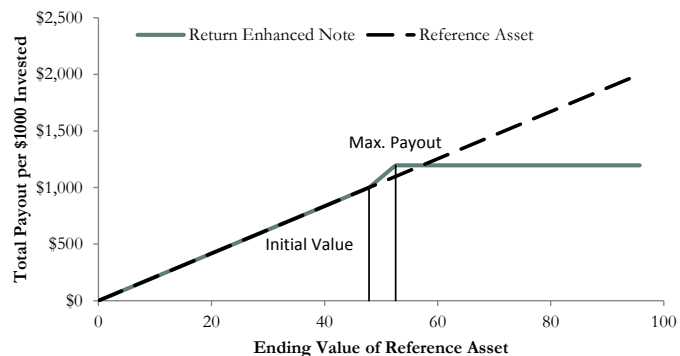 $2,500
Return Enhanced Note
Reference Asset
$2,000
$1,500
Max. Payout
$1,000
$500
Initial Value
$0
0
20
40
60
80
100
Total Payout per $1000 Invested
Ending Value of Reference Asset